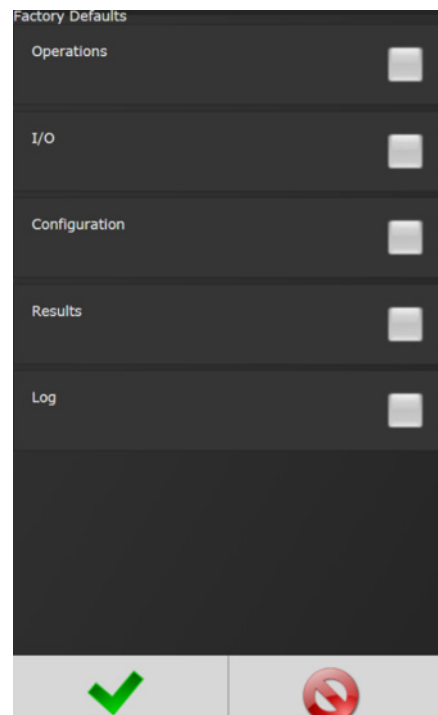 Factory Defaults
Operations
I/O
Configuration
Results
Log